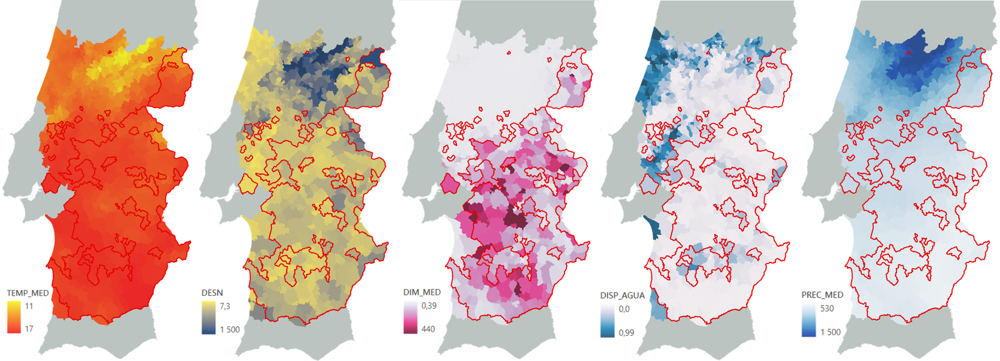 TEMP_MED
11
17
DESN
7,3
1 500
DIM_MED
0,39
440
DISP_AGUA
0,0
0,99
PREC_MED
530
1 500